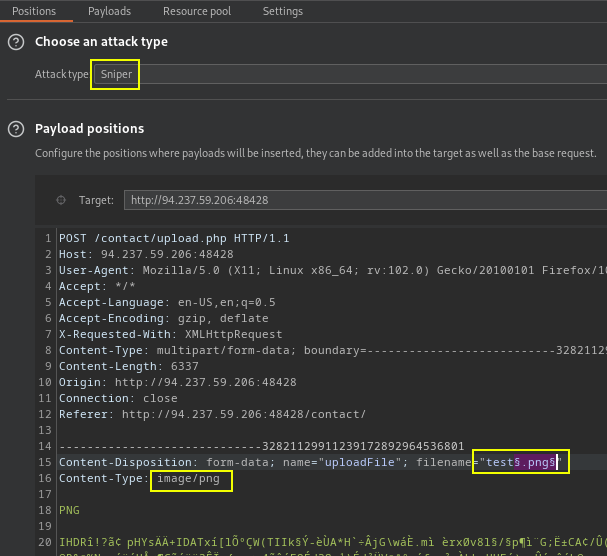 Positions Payloads Resource pool Settings
Choose an attack type
Attack type: Sniper
Payload positions
Configure the positions where payloads will be inserted, they can be added into the target as well as the base request.
Target: http://94.237.59.206:48428
1 POST /contact/upload.php HTTP/1.1
2 Host: 94.237.59.206:48428
3 User-Agent: Mozilla/5.0 (X11; Linux x86_64; rv:102.0) Gecko/20100101 Firefox/10
4 Accept: */*
5 Accept-Language: en-US,en;q=0.5
6 Accept-Encoding: gzip, deflate
7 X-Requested-With: XMLHttpRequest
8 Content-Type: multipart/form-data; boundary=---------------------------3282112991
9 Content-Length: 6337
10 Origin: http://94.237.59.206:48428
11 Connection: close
12 Referer: http://94.237.59.206:48428/contact/
13
14 -----------------------------328211299112391728929645368​01
15 Content-Disposition: form-data; name="uploadFile"; filename="test§.png§"
16 Content-Type: image/png
17
18 PNG
19
20